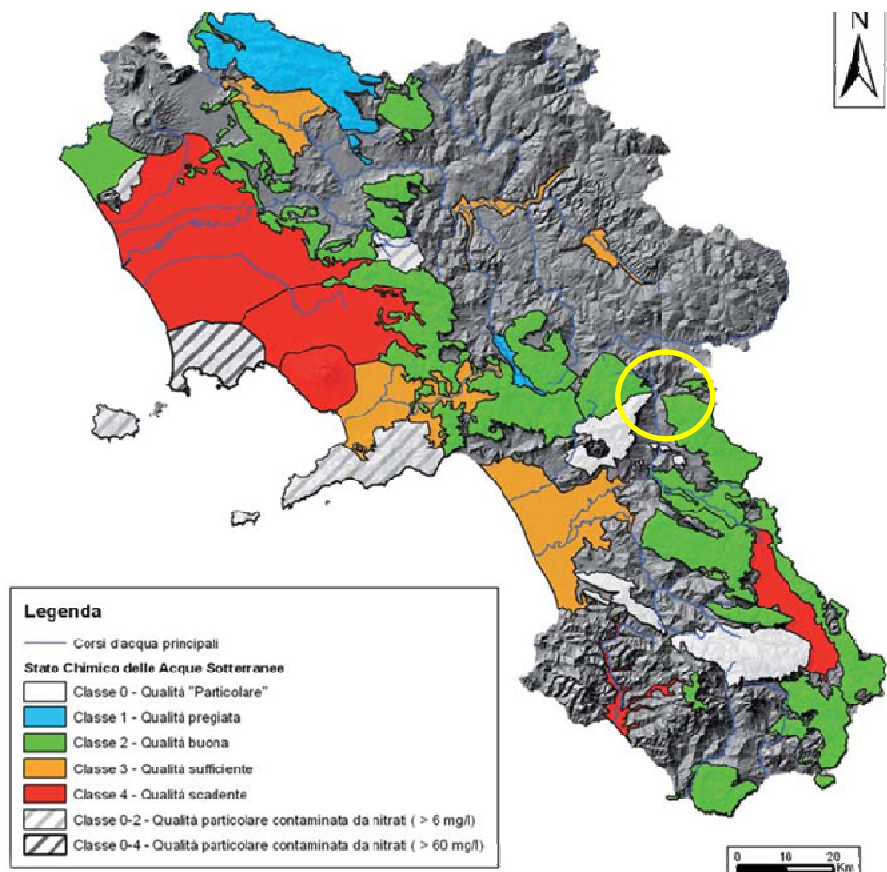 N
Legenda
Corsi d'acqua principali
Stato Chimico delle Acque Sotterranee
Classe 0 - Qualità "Particolare"
Classe 1 - Qualità pregiata
Classe 2 - Qualità buona
Classe 3 - Qualità sufficiente
Classe 4 - Qualità scadente
Classe 0-2 - Qualità particolare contaminata da nitrati ( > 6 mg/l)
Classe 0-4 - Qualità particolare contaminata da nitrati ( > 60 mg/l)
0 10 20
Km